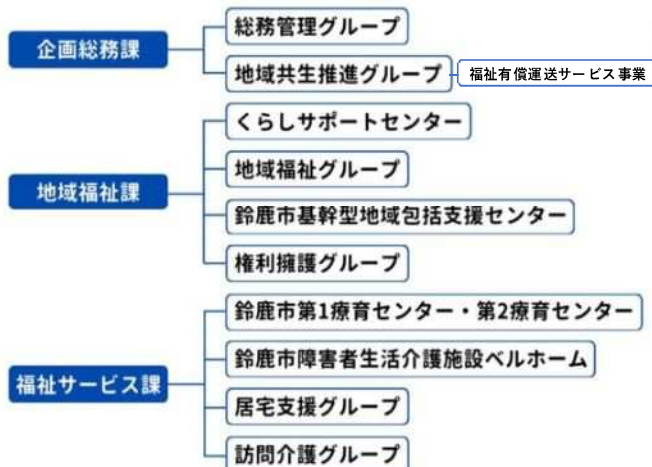 企画総務課
総務管理グループ
地域共生推進グループ
福祉有償運送サービス事業
地域福祉課
くらしサポートセンター
地域福祉グループ
鈴鹿市基幹型地域包括支援センター
権利擁護グループ
福祉サービス課
鈴鹿市第1療育センター・第2療育センター
鈴鹿市障害者生活介護施設ベルホーム
居宅支援グループ
訪問介護グループ